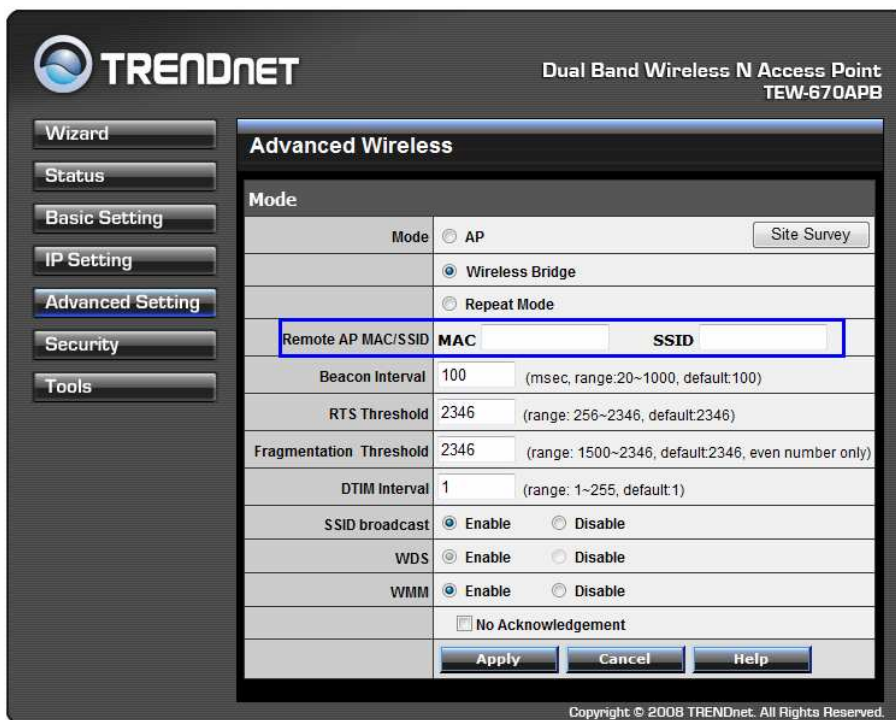 TRENDNET
Dual Band Wireless N Access Point
TEW-670APB
Wizard
Status
Basic Setting
IP Setting
Advanced Setting
Security
Tools
Advanced Wireless
Mode
Mode AP Site Survey
Wireless Bridge
Repeat Mode
Remote AP MAC/SSID MAC SSID
Beacon Interval 100 (msec, range:20~1000, default:100)
RTS Threshold 2346 (range: 256~2346, default:2346)
Fragmentation Threshold 2346 (range: 1500~2346, default:2346, even number only)
DTIM Interval 1 (range: 1~255, default:1)
SSID broadcast Enable Disable
WDS Enable Disable
WMM Enable Disable
No Acknowledgement
Apply Cancel Help
Copyright © 2008 TRENDnet. All Rights Reserved.